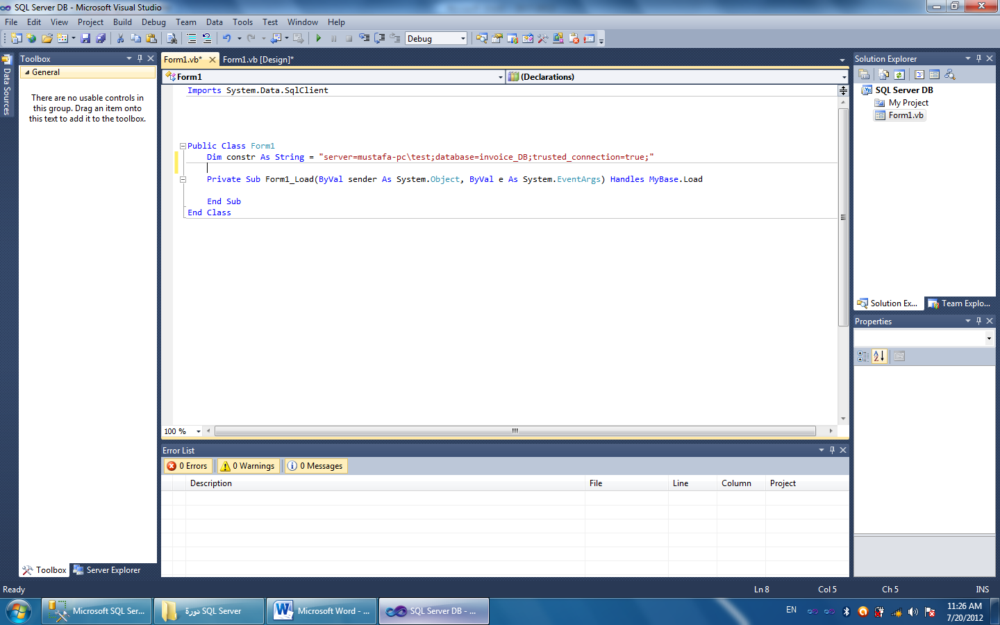 SQL Server DB - Microsoft Visual Studio
File Edit View Project Build Debug Team Data Tools Test Window Help
Debug
Data Sources
Toolbox
General
There are no usable controls in
this group. Drag an item onto
this text to add it to the toolbox.
Toolbox Server Explorer
Form1.vb* Form1.vb [Design]*
Form1 (Declarations)
Imports System.Data.SqlClient
Public Class Form1
Dim constr As String = "server=mustafa-pc\test;database=invoice_DB;trusted_connection=true;"
Private Sub Form1_Load(ByVal sender As System.Object, ByVal e As System.EventArgs) Handles MyBase.Load
End Sub
End Class
100 %
Error List
0 Errors 0 Warnings 0 Messages
Description File Line Column Project
Solution Explorer
SQL Server DB
My Project
Form1.vb
Solution Ex... Team Explo...
Properties
Ready Ln 8 Col 5 Ch 5 INS
Microsoft SQL Ser... دورة SQL Server Microsoft Word - ... SQL Server DB - ... EN 11:26 AM
7/20/2012